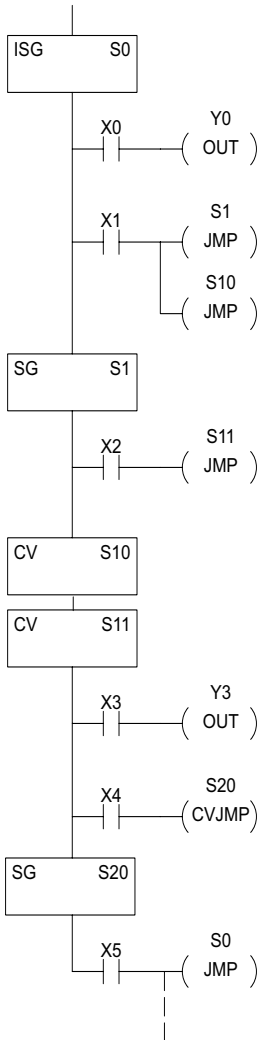 ISG S0
X0
Y0
OUT
X1
S1
JMP
S10
JMP
SG S1
X2
S11
JMP
CV S10
CV S11
X3
Y3
OUT
X4
S20
CVJMP
SG S20
X5
S0
JMP